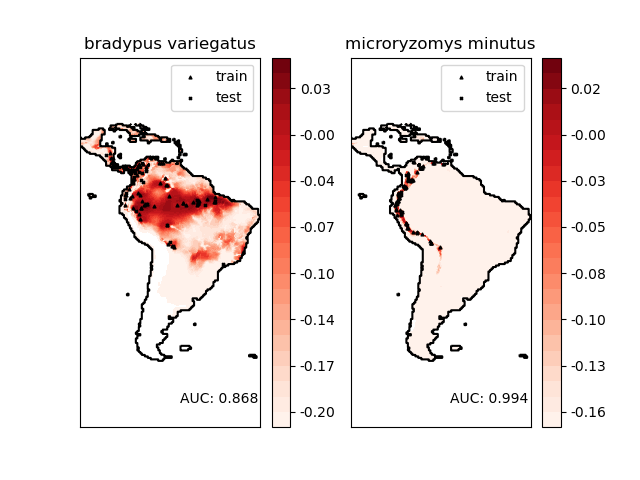 bradypus variegatus
train
test
0.03
-0.00
-0.04
-0.07
-0.10
-0.14
-0.17
-0.20
AUC: 0.868
microryzomys minutus
train
test
0.02
-0.00
-0.03
-0.05
-0.08
-0.10
-0.13
-0.16
AUC: 0.994